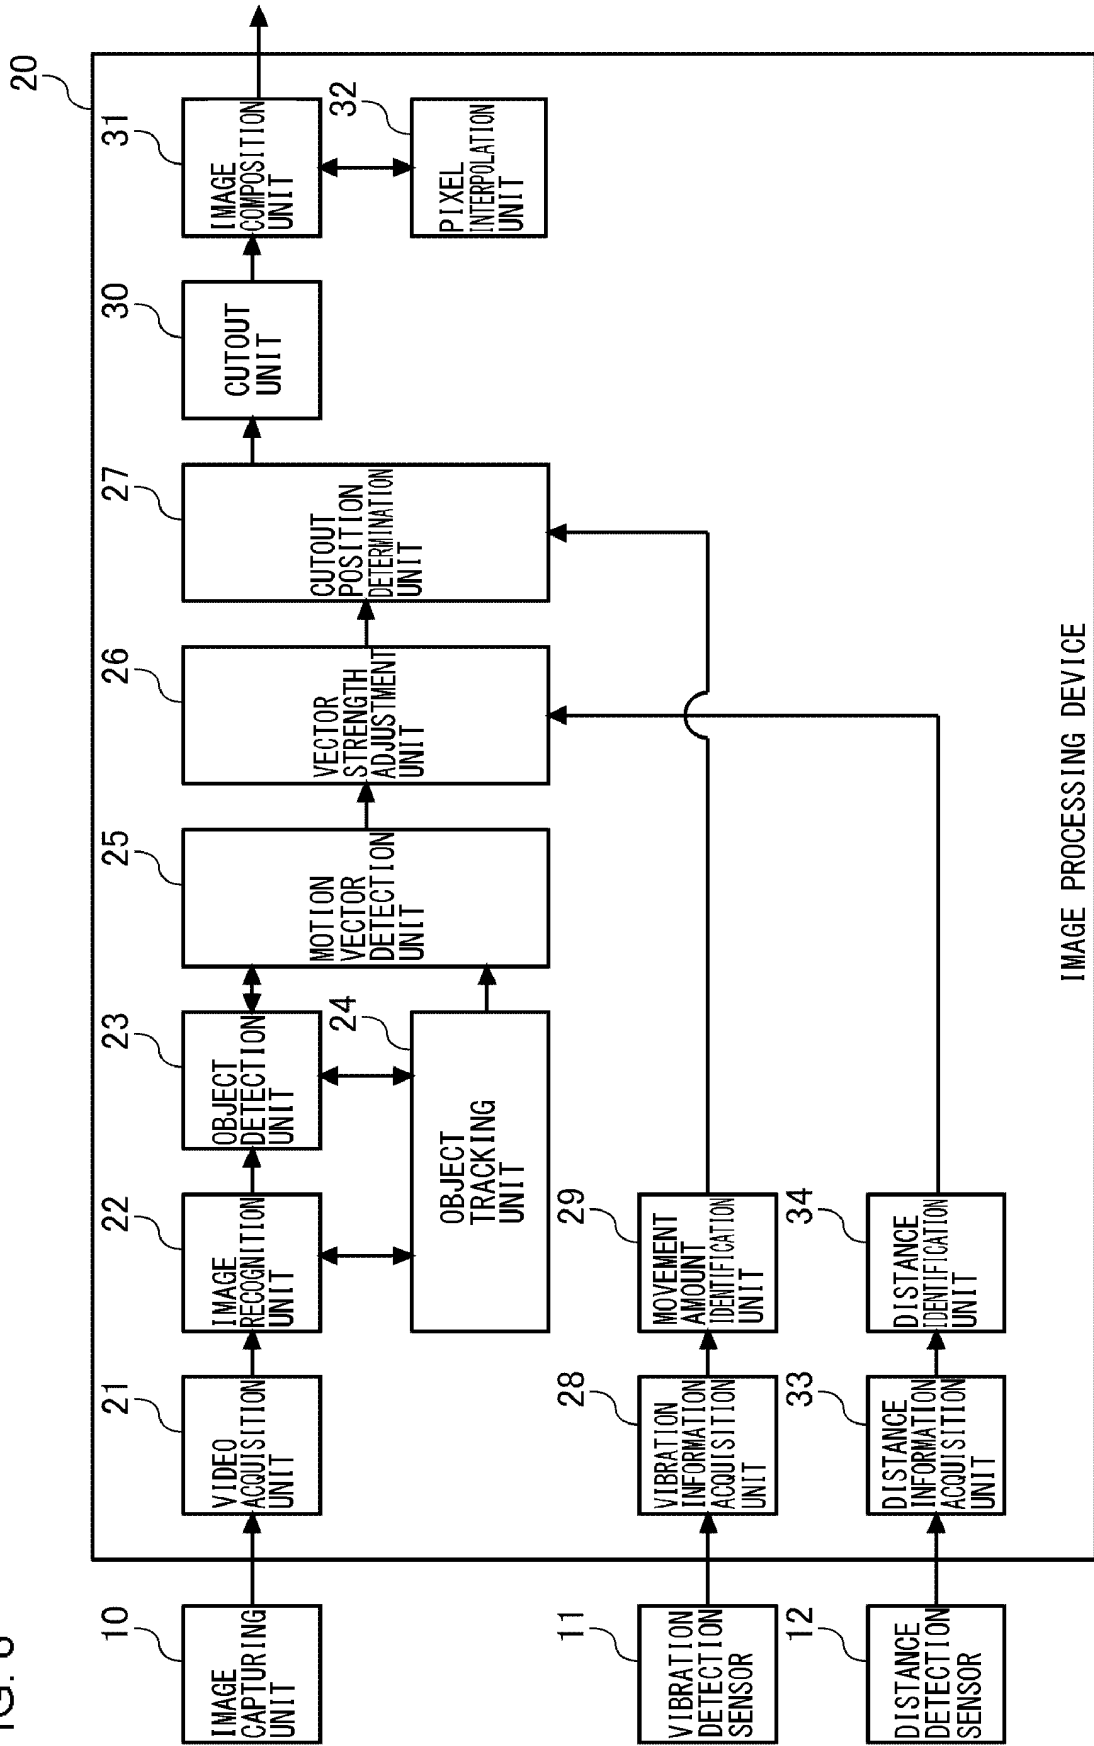 20
10
IMAGE
CAPTURING
UNIT
21
VIDEO
ACQUISITION
UNIT
22
IMAGE
RECOGNITION
UNIT
23
OBJECT
DETECTION
UNIT
24
OBJECT
TRACKING
UNIT
25
MOTION
VECTOR
DETECTION
UNIT
26
VECTOR
STRENGTH
ADJUSTMENT
UNIT
27
CUTOUT
POSITION
DETERMINATION
UNIT
30
CUTOUT
UNIT
31
IMAGE
COMPOSITION
UNIT
32
PIXEL
INTERPOLATION
UNIT
11
VIBRATION
DETECTION
SENSOR
28
VIBRATION
INFORMATION
ACQUISITION
UNIT
29
MOVEMENT
AMOUNT
IDENTIFICATION
UNIT
12
DISTANCE
DETECTION
SENSOR
33
DISTANCE
INFORMATION
ACQUISITION
UNIT
34
DISTANCE
IDENTIFICATION
UNIT
IMAGE PROCESSING DEVICE